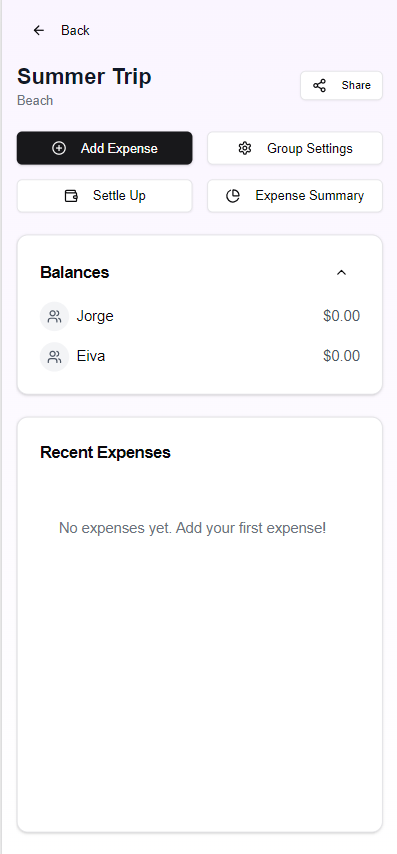 Back
Summer Trip
Beach
Share
Add Expense
Group Settings
Settle Up
Expense Summary
Balances
Jorge $0.00
Eiva $0.00
Recent Expenses
No expenses yet. Add your first expense!